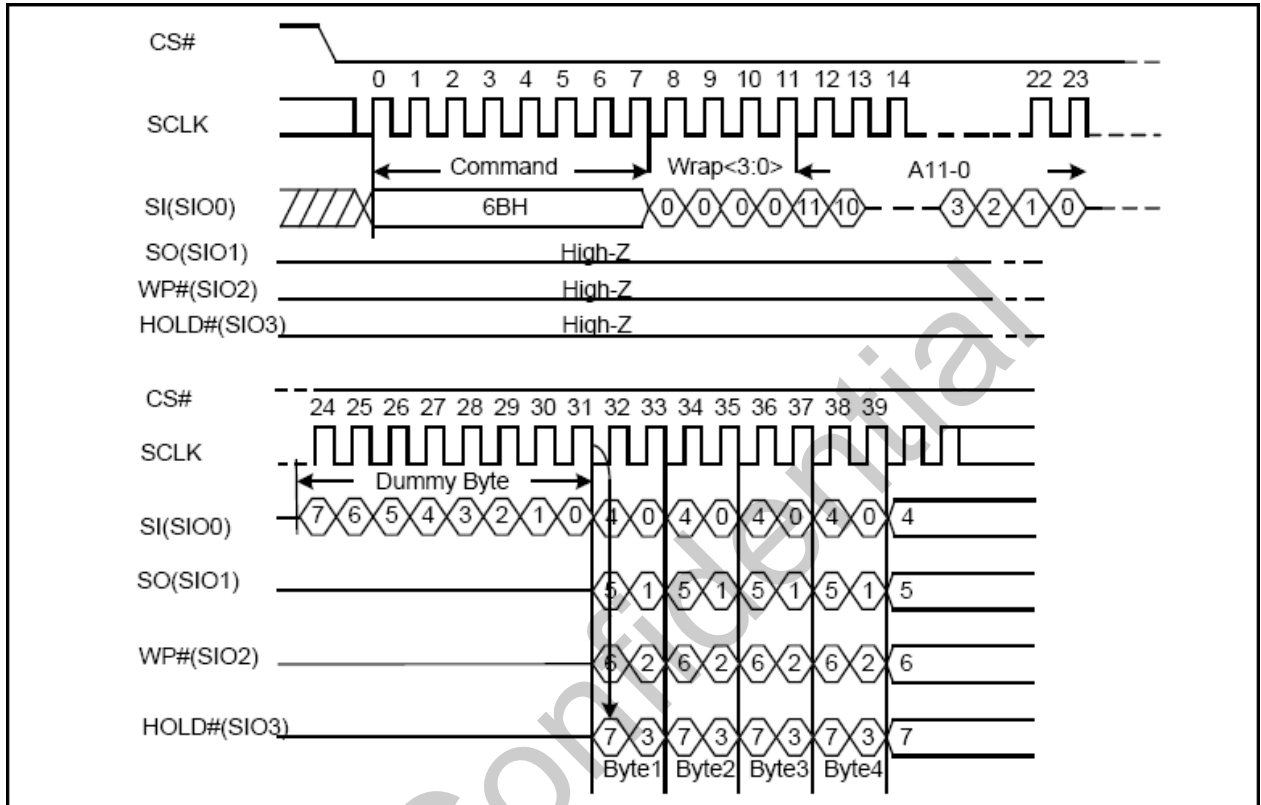 CS#
0 1 2 3 4 5 6 7 8 9 10 11 12 13 14 22 23
SCLK
Command Wrap<3:0> A11-0
SI(SIO0) 6BH 0 0 0 0 11 10 3 2 1 0
SO(SIO1) High-Z
WP#(SIO2) High-Z
HOLD#(SIO3) High-Z
CS#
24 25 26 27 28 29 30 31 32 33 34 35 36 37 38 39
SCLK
Dummy Byte
SI(SIO0) 7 6 5 4 3 2 1 0 4 0 4 0 4 0 4 0 4
SO(SIO1) 5 1 5 1 5 1 5 1 5
WP#(SIO2) 6 2 6 2 6 2 6 2 6
HOLD#(SIO3) 7 3 7 3 7 3 7 3 7
Byte1 Byte2 Byte3 Byte4
Confidential